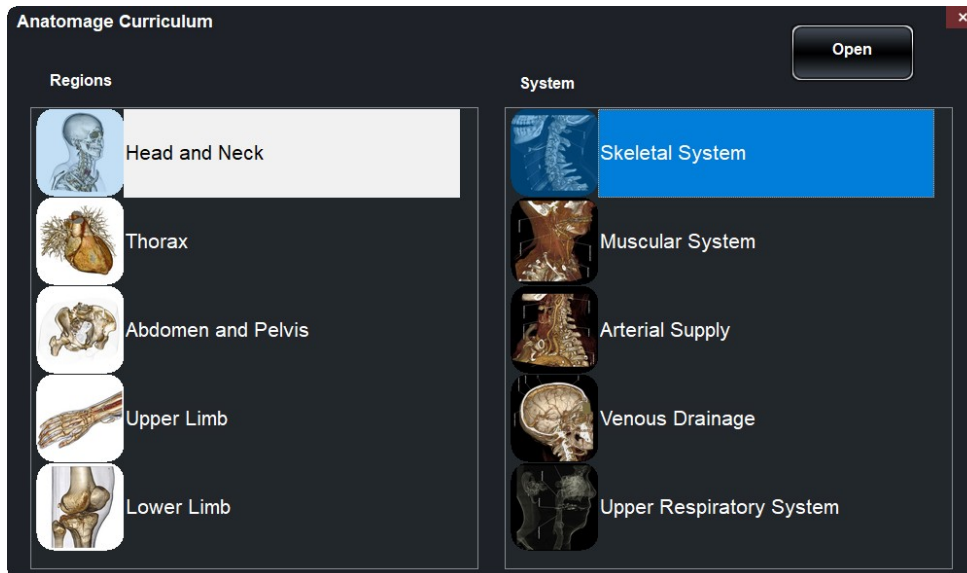 Anatomage Curriculum
Open
Regions
System
Head and Neck
Thorax
Abdomen and Pelvis
Upper Limb
Lower Limb
Skeletal System
Muscular System
Arterial Supply
Venous Drainage
Upper Respiratory System